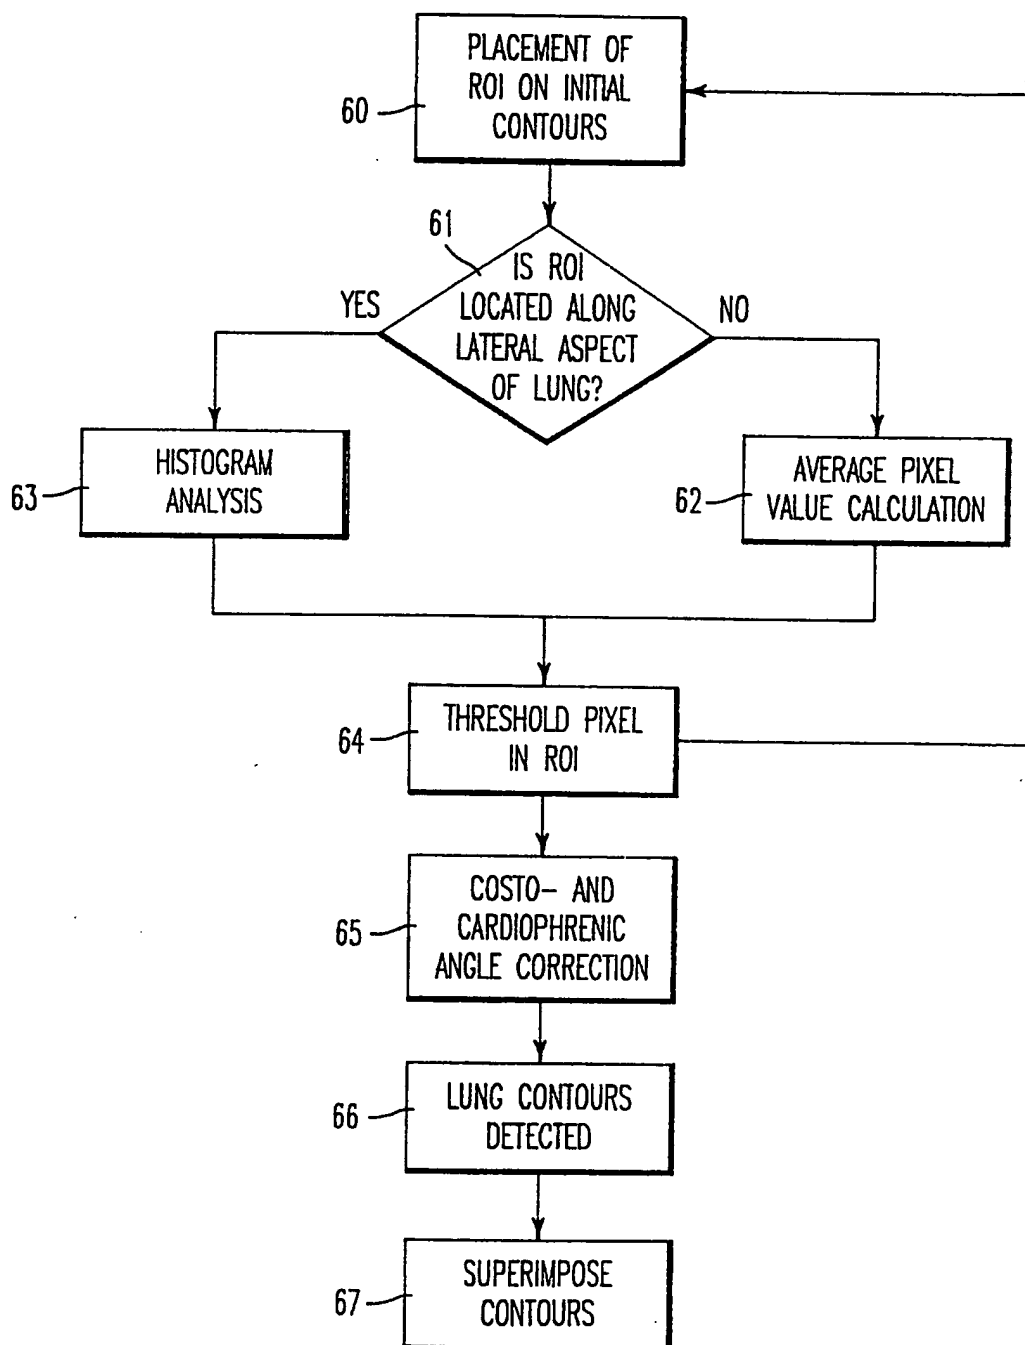 PLACEMENT OF
ROI ON INITIAL
CONTOURS
60
61
IS ROI
LOCATED ALONG
LATERAL ASPECT
OF LUNG?
YES
NO
HISTOGRAM
ANALYSIS
63
AVERAGE PIXEL
VALUE CALCULATION
62
THRESHOLD PIXEL
IN ROI
64
COSTO- AND
CARDIOPHRENIC
ANGLE CORRECTION
65
LUNG CONTOURS
DETECTED
66
SUPERIMPOSE
CONTOURS
67